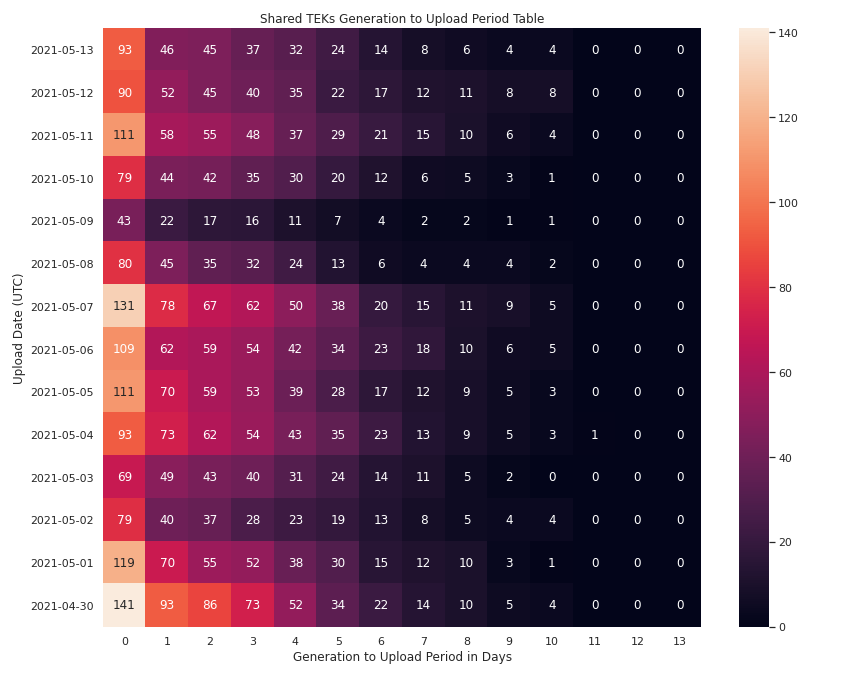 Shared TEKs Generation to Upload Period Table
2021-05-13 93 46 45 37 32 24 14 8 6 4 4 0 0 0
2021-05-12 90 52 45 40 35 22 17 12 11 8 8 0 0 0
2021-05-11 111 58 55 48 37 29 21 15 10 6 4 0 0 0
2021-05-10 79 44 42 35 30 20 12 6 5 3 1 0 0 0
2021-05-09 43 22 17 16 11 7 4 2 2 1 1 0 0 0
2021-05-08 80 45 35 32 24 13 6 4 4 4 2 0 0 0
2021-05-07 131 78 67 62 50 38 20 15 11 9 5 0 0 0
2021-05-06 109 62 59 54 42 34 23 18 10 6 5 0 0 0
2021-05-05 111 70 59 53 39 28 17 12 9 5 3 0 0 0
2021-05-04 93 73 62 54 43 35 23 13 9 5 3 1 0 0
2021-05-03 69 49 43 40 31 24 14 11 5 2 0 0 0 0
2021-05-02 79 40 37 28 23 19 13 8 5 4 4 0 0 0
2021-05-01 119 70 55 52 38 30 15 12 10 3 1 0 0 0
2021-04-30 141 93 86 73 52 34 22 14 10 5 4 0 0 0
0 1 2 3 4 5 6 7 8 9 10 11 12 13
Generation to Upload Period in Days
Upload Date (UTC)
140
120
100
80
60
40
20
0